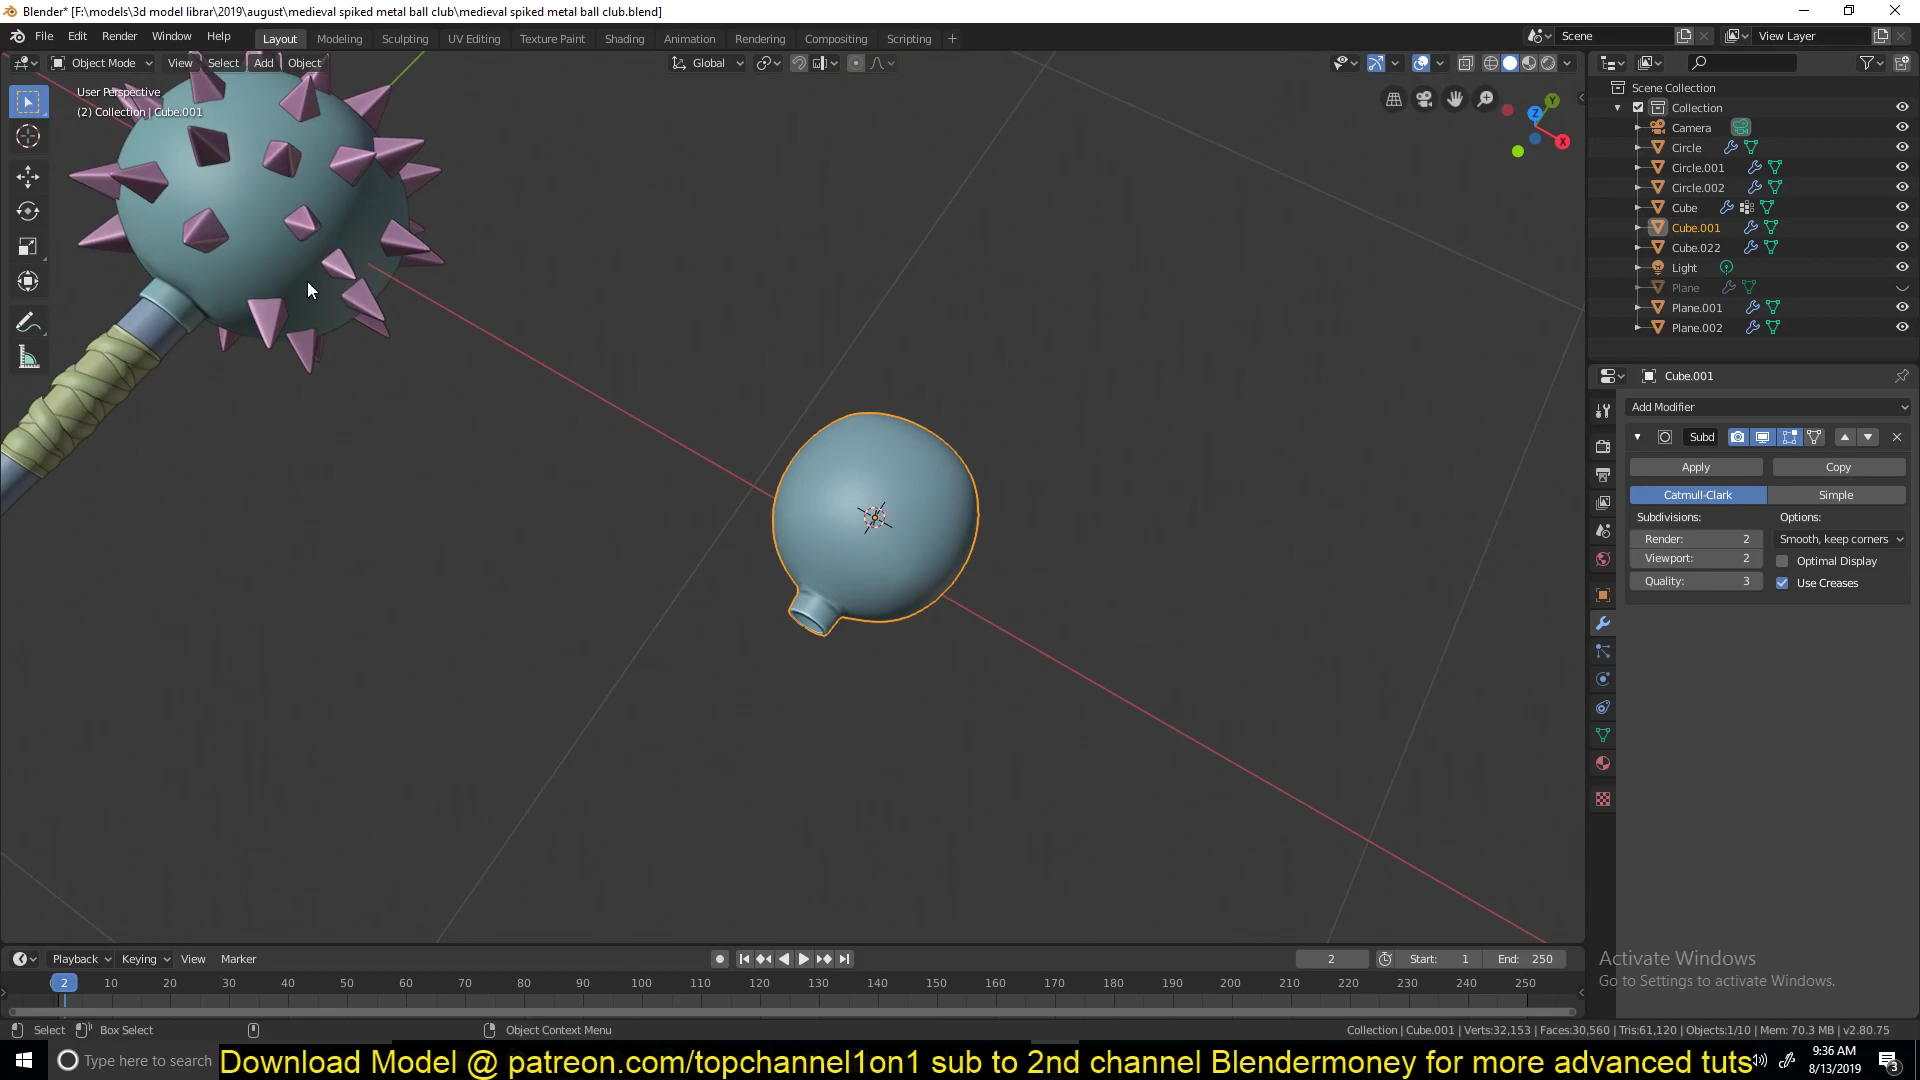 Blender* [F:\models\3d model librar\2019\august\medieval spiked metal ball club\medieval spiked metal ball club.blend]
File Edit Render Window Help Layout Modeling Sculpting UV Editing Texture Paint Shading Animation Rendering Compositing Scripting + Scene View Layer
Object Mode View Select Add Object Global
User Perspective
(2) Collection | Cube.001
Z Y X
Scene Collection
Collection
Camera
Circle
Circle.001
Circle.002
Cube
Cube.001
Cube.022
Light
Plane
Plane.001
Plane.002
Cube.001
Add Modifier
Subd
Apply Copy
Catmull-Clark Simple
Subdivisions: Options:
Render: 2 Smooth, keep corners
Viewport: 2 Optimal Display
Quality: 3 Use Creases
Activate Windows
Go to Settings to activate Windows.
Playback Keying View Marker 2 Start: 1 End: 250
2 10 20 30 40 50 60 70 80 90 100 110 120 130 140 150 160 170 180 190 200 210 220 230 240 250
Select Box Select Object Context Menu Collection | Cube.001 | Verts:32,153 | Faces:30,560 | Tris:61,120 | Objects:1/10 | Mem: 70.3 MB | v2.80.75
Type here to search
Download Model @ patreon.com/topchannel1on1 sub to 2nd channel Blendermoney for more advanced tuts
9:36 AM
8/13/2019
3